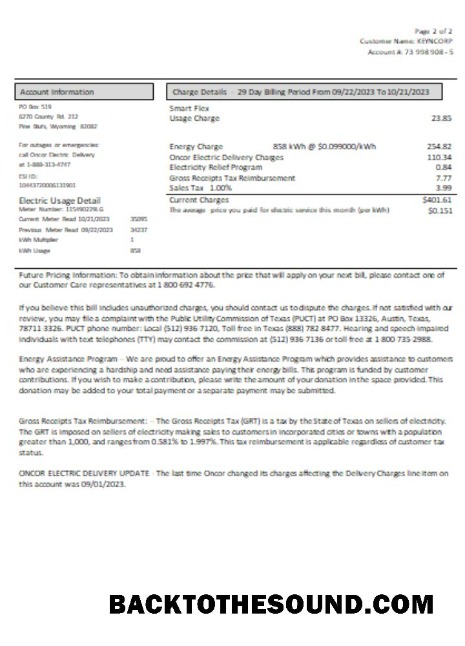 Page 2 of 2
Customer Name: KEYNCORP
Account #: 73 998 908 - 5
Account Information
Charge Details - 29 Day Billing Period From 09/22/2023 To 10/21/2023
PO Box 519
6270 County Rd. 212
Pine Bluffs, Wyoming 82082
For outages or emergencies:
call Oncor Electric Delivery
at 1-888-313-4747
ESI ID:
10443720006131901
Electric Usage Detail
Meter Number: 115490229LG
Current Meter Read 10/21/2023 35095
Previous Meter Read 09/22/2023 34237
kWh Multiplier 1
kWh Usage 858
Smart Flex
Usage Charge 23.85
Energy Charge 858 kWh @ $0.099000/kWh 254.82
Oncor Electric Delivery Charges 110.34
Electricity Relief Program 0.84
Gross Receipts Tax Reimbursement 7.77
Sales Tax 1.00% 3.99
Current Charges $401.61
The average price you paid for electric service this month (per kWh) $0.151
Future Pricing Information: To obtain information about the price that will apply on your next bill, please contact one of
our Customer Care representatives at 1 800 692 4776.
If you believe this bill includes unauthorized charges, you should contact us to dispute the charges. If not satisfied with our
review, you may file a complaint with the Public Utility Commission of Texas (PUCT) at PO Box 13326, Austin, Texas,
78711 3326. PUCT phone number: Local (512) 936 7120, Toll free in Texas (888) 782 8477. Hearing and speech impaired
individuals with text telephones (TTY) may contact the commission at (512) 936 7136 or toll-free at 1 800 735 2988.
Energy Assistance Program - We are proud to offer an Energy Assistance Program which provides assistance to customers
who are experiencing a hardship and need assistance paying their energy bills. This program is funded by customer
contributions. If you wish to make a contribution, please write the amount of your donation in the space provided. This
donation may be added to your total payment or a separate payment may be submitted.
Gross Receipts Tax Reimbursement: - The Gross Receipts Tax (GRT) is a tax by the State of Texas on sellers of electricity.
The GRT is imposed on sellers of electricity making sales to customers in incorporated cities or towns with a population
greater than 1,000, and ranges from 0.581% to 1.997%. This tax reimbursement is applicable regardless of customer tax
status.
ONCOR ELECTRIC DELIVERY UPDATE - The last time Oncor changed its charges affecting the Delivery Charges line item on
this account was 09/01/2023.
BACKTOTHESOUND.COM